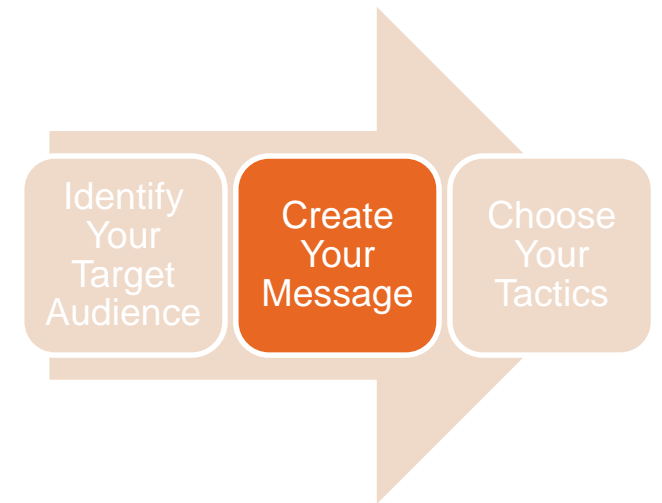 Identify
Your
Target
Audience
Create
Your
Message
Choose
Your
Tactics